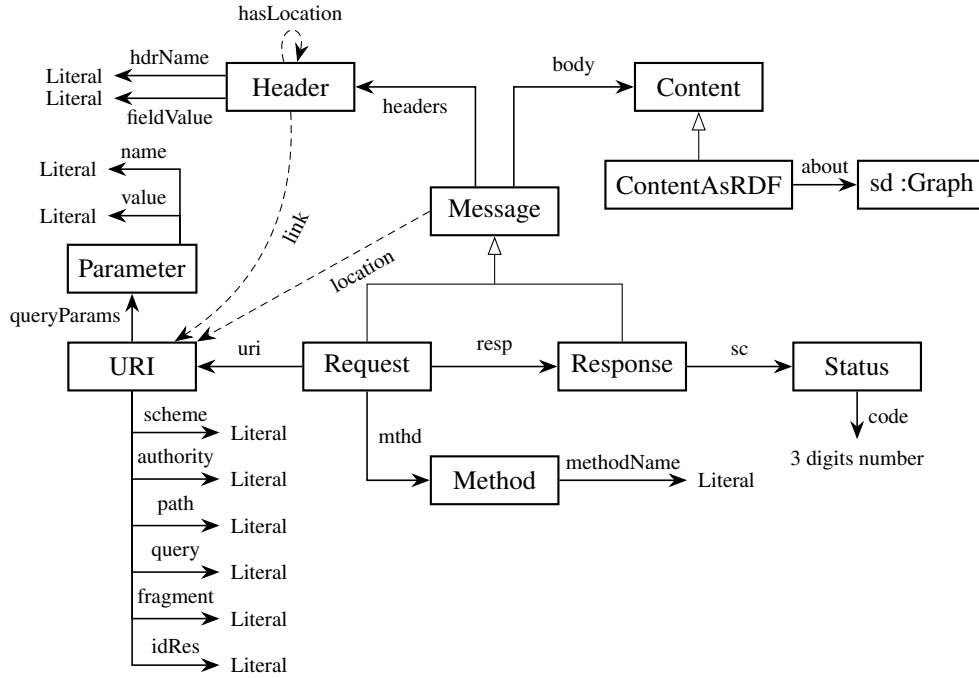 hasLocation
hdrName
body
Literal
Header
Content
Literal
headers
fieldValue
name
Literal
ContentAsRDF
about
sd :Graph
value
Message
Literal
link
Parameter
location
queryParams
uri
resp
sc
URI
Request
Response
Status
scheme
mthd
code
Literal
authority
methodName
3 digits number
Literal
Method
Literal
path
Literal
query
Literal
fragment
Literal
idRes
Literal